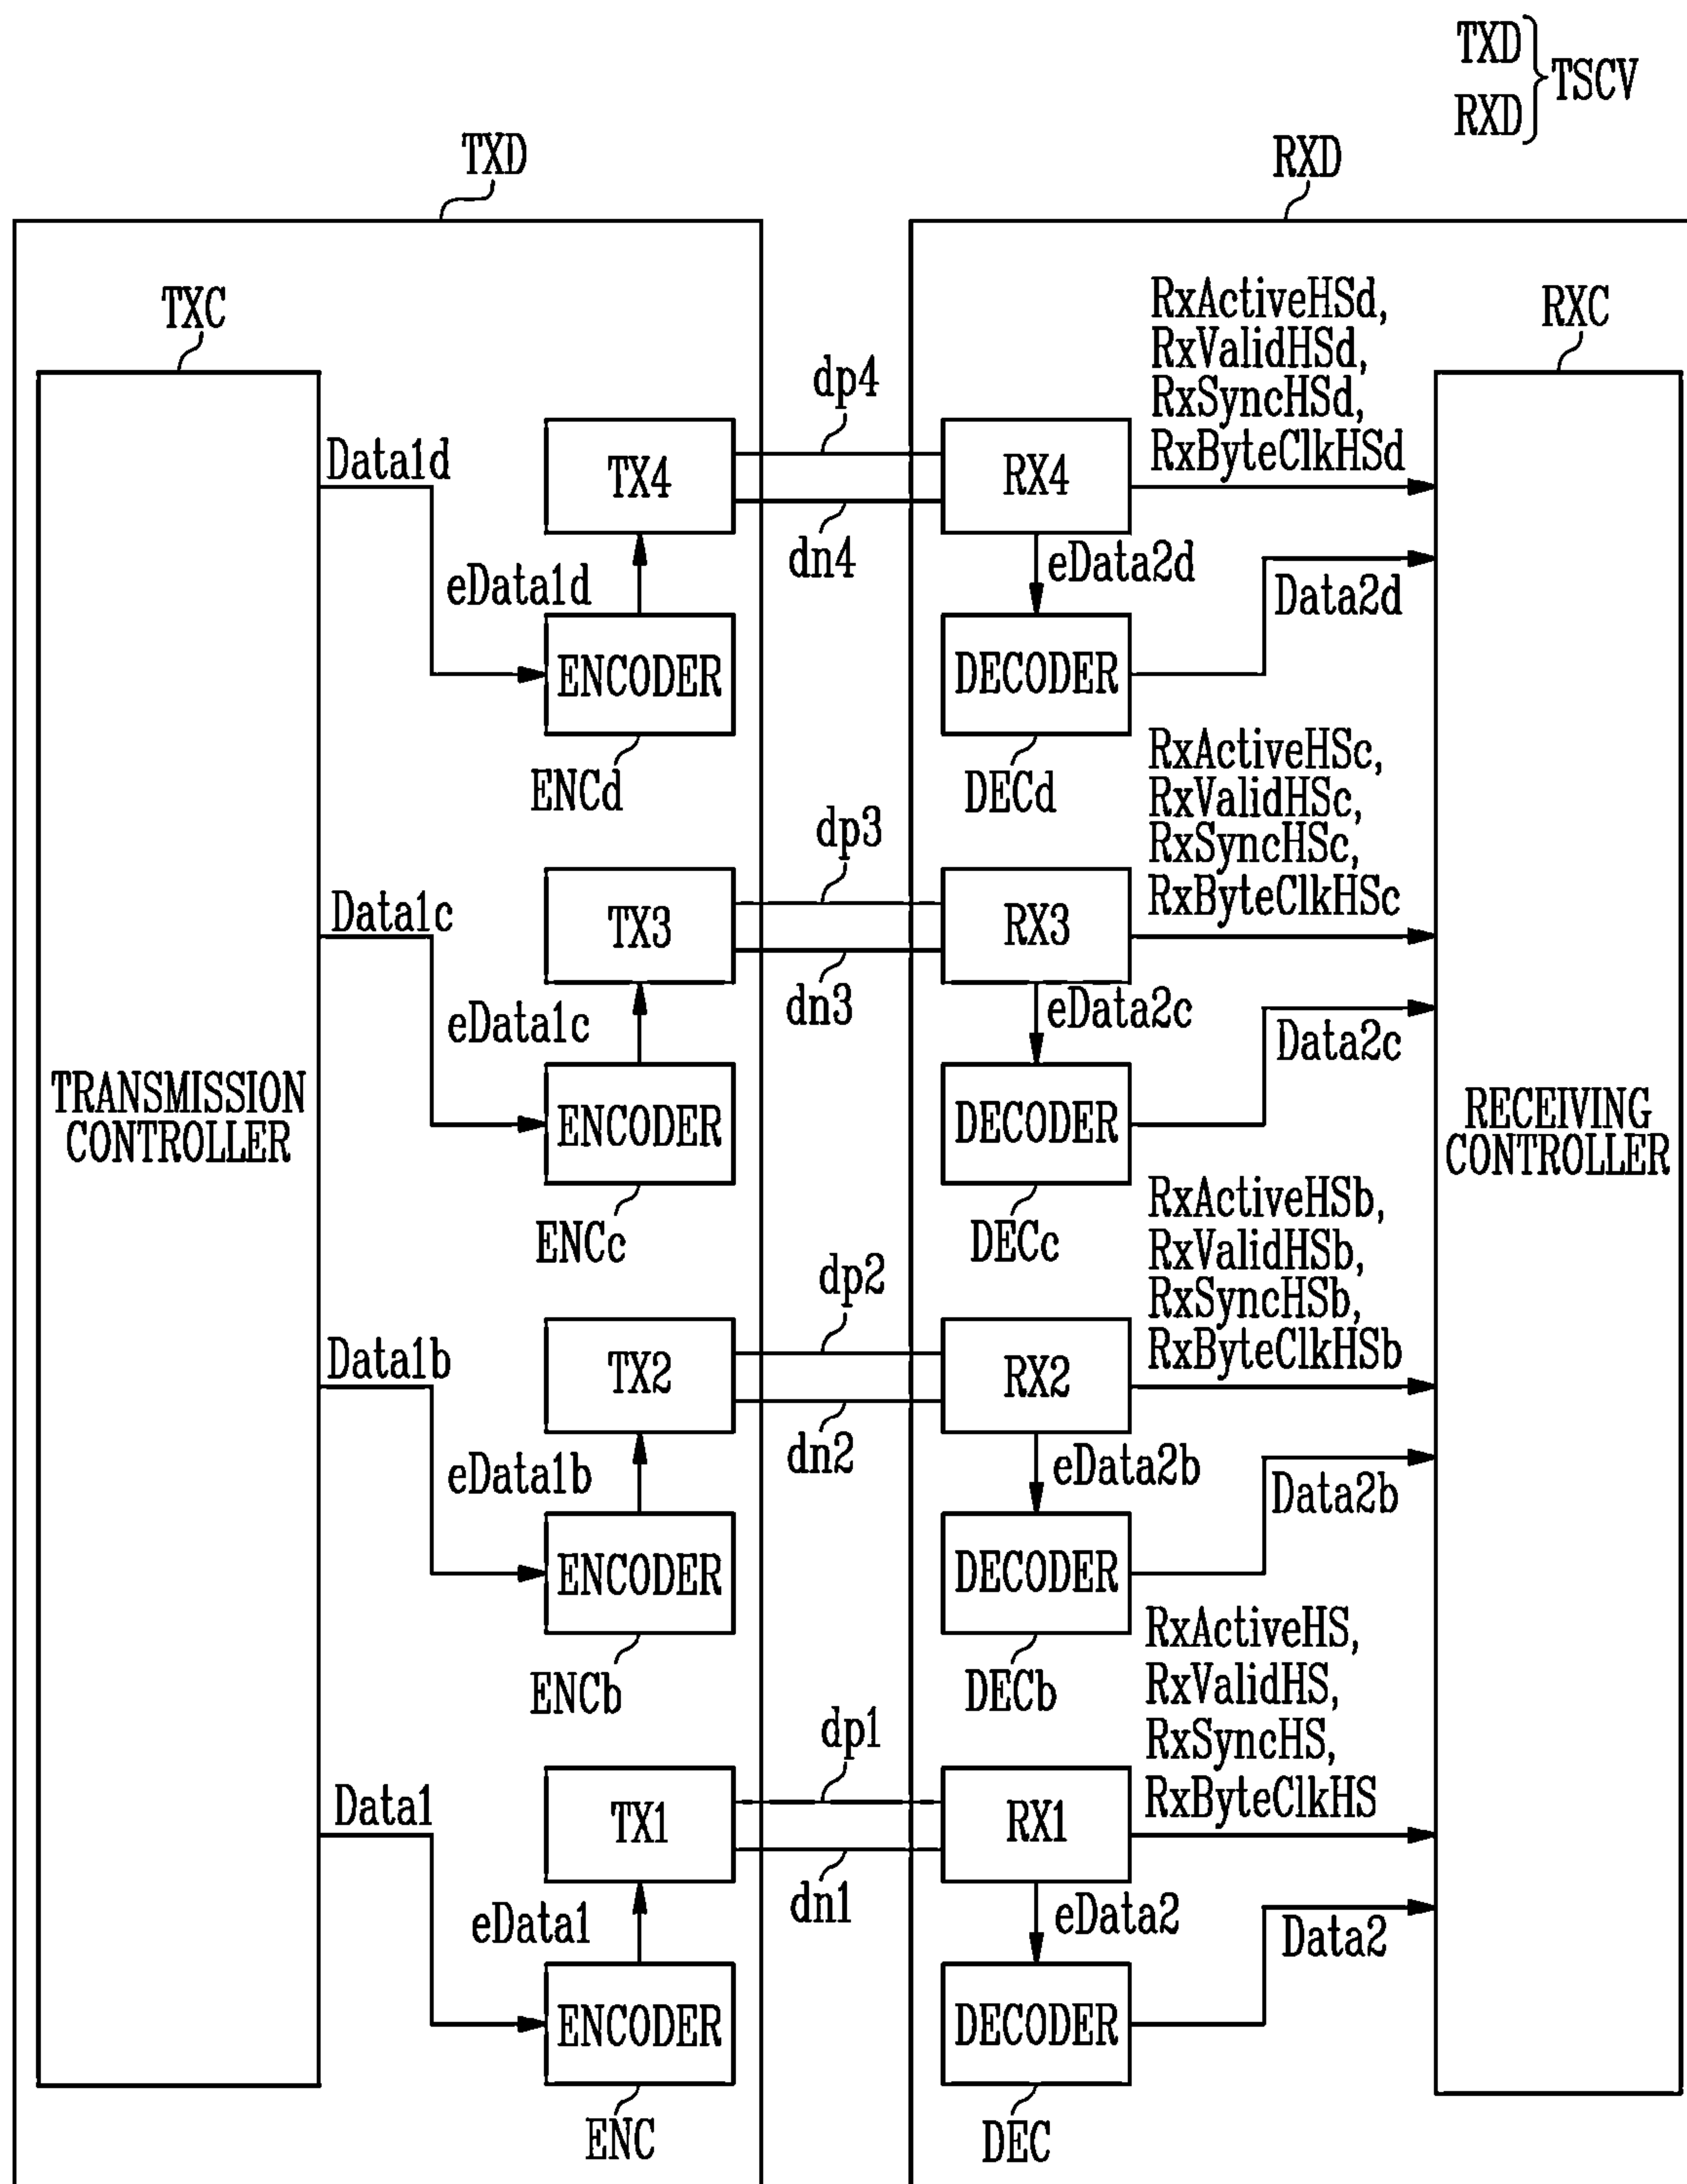 TXD
RXD
TSCV
TXD
RXD
TXC
RXC
RxActiveHSd,
RxValidHSd,
RxSyncHSd,
RxByteClkHSd
dp4
Data1d
TX4
RX4
dn4
eData1d
eData2d
Data2d
ENCODER
DECODER
ENCd
DECd
RxActiveHSc,
RxValidHSc,
RxSyncHSc,
RxByteClkHSc
dp3
Data1c
TX3
RX3
dn3
eData1c
eData2c
Data2c
TRANSMISSION
CONTROLLER
ENCODER
DECODER
RECEIVING
CONTROLLER
ENCc
DECc
RxActiveHSb,
RxValidHSb,
RxSyncHSb,
RxByteClkHSb
dp2
Data1b
TX2
RX2
dn2
eData1b
eData2b
Data2b
ENCODER
DECODER
ENCb
DECb
RxActiveHS,
RxValidHS,
RxSyncHS,
RxByteClkHS
dp1
Data1
TX1
RX1
dn1
eData1
eData2
Data2
ENCODER
DECODER
ENC
DEC